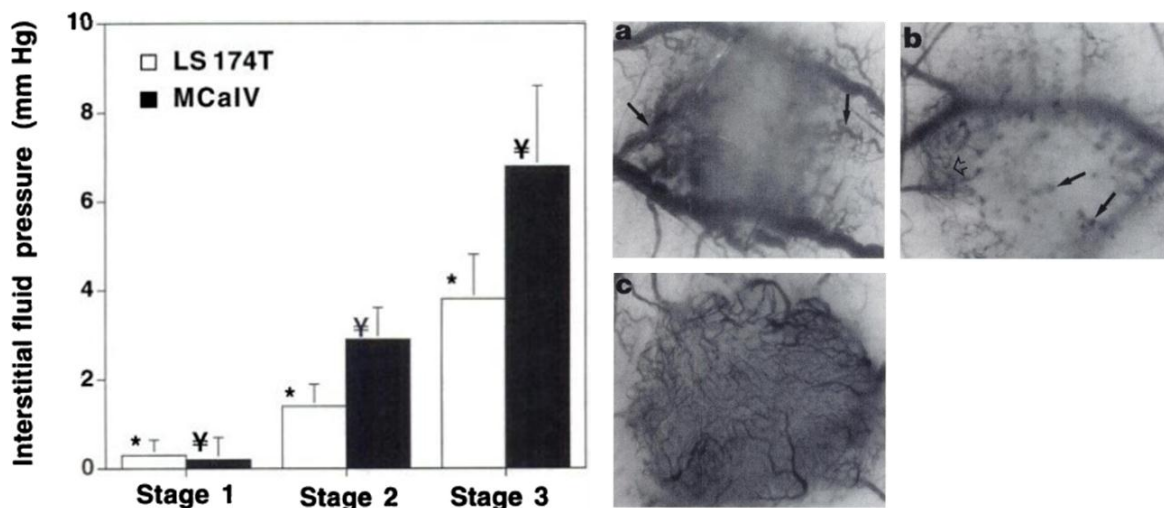 Interstitial fluid pressure (mm Hg)
10
8
6
4
2
0
LS 174T
MCaIV
* ¥
* ¥
* ¥
Stage 1 Stage 2 Stage 3
a
b
c